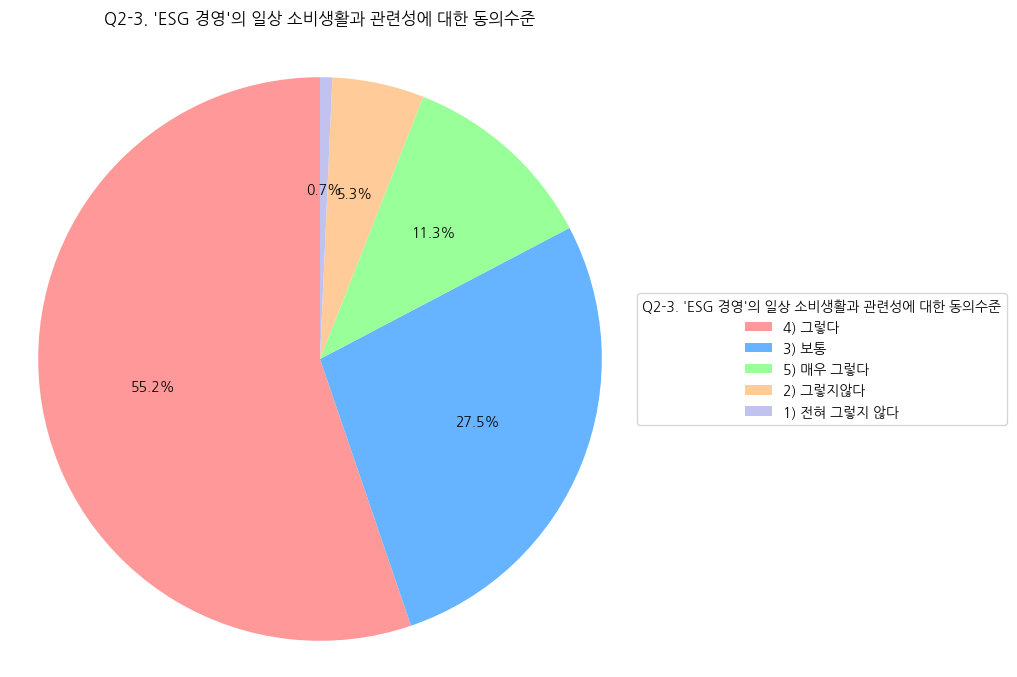 Q2-3. 'ESG 경영'의 일상 소비생활과 관련성에 대한 동의수준
0.7%
5.3%
11.3%
55.2%
27.5%
Q2-3. 'ESG 경영'의 일상 소비생활과 관련성에 대한 동의수준
4) 그렇다
3) 보통
5) 매우 그렇다
2) 그렇지않다
1) 전혀 그렇지 않다